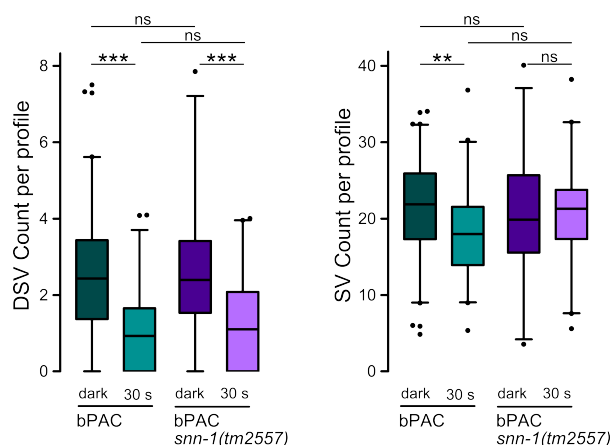 ns
ns
*** ***
8
6
4
2
0
DSV Count per profile
dark 30 s dark 30 s
bPAC bPAC
snn-1(tm2557)
ns
ns
** ns
40
30
20
10
0
SV Count per profile
dark 30 s dark 30 s
bPAC bPAC
snn-1(tm2557)